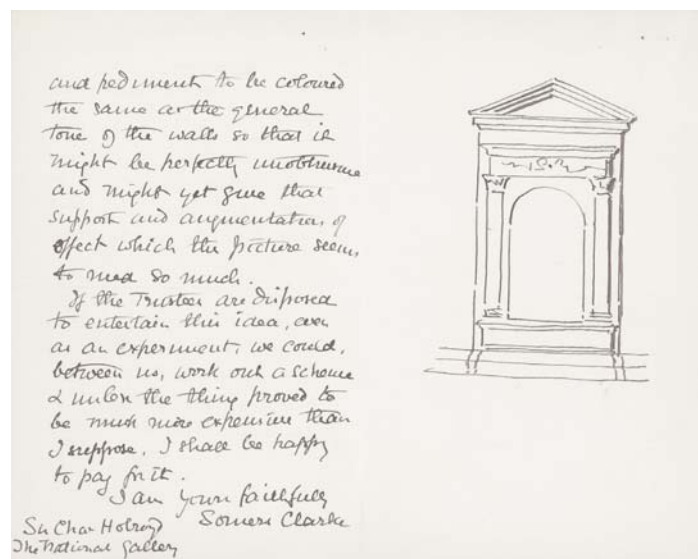 and pediment to be coloured
the same as the general
tone of the walls so that it
might be perfectly unobtrusive
and might yet give that
support and augmentation of
effect which the picture seems
to need so much.
If the Trustees are disposed
to entertain this idea, even
as an experiment, we could,
between us, work out a scheme
& unless the thing proved to
be much more expensive than
I suppose, I shall be happy
to pay for it.
I am yours faithfully
Somers Clarke
Sir Chas Holroyd
The National Gallery